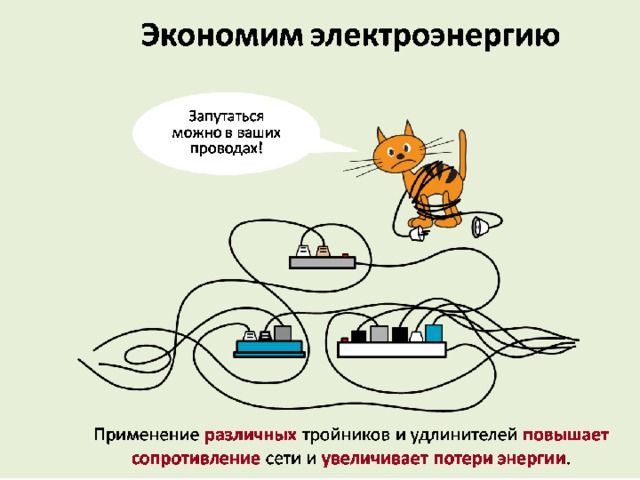 Экономим электроэнергию
Запутаться
можно в ваших
проводах!
Применение различных тройников и удлинителей повышает
сопротивление сети и увеличивает потери энергии.